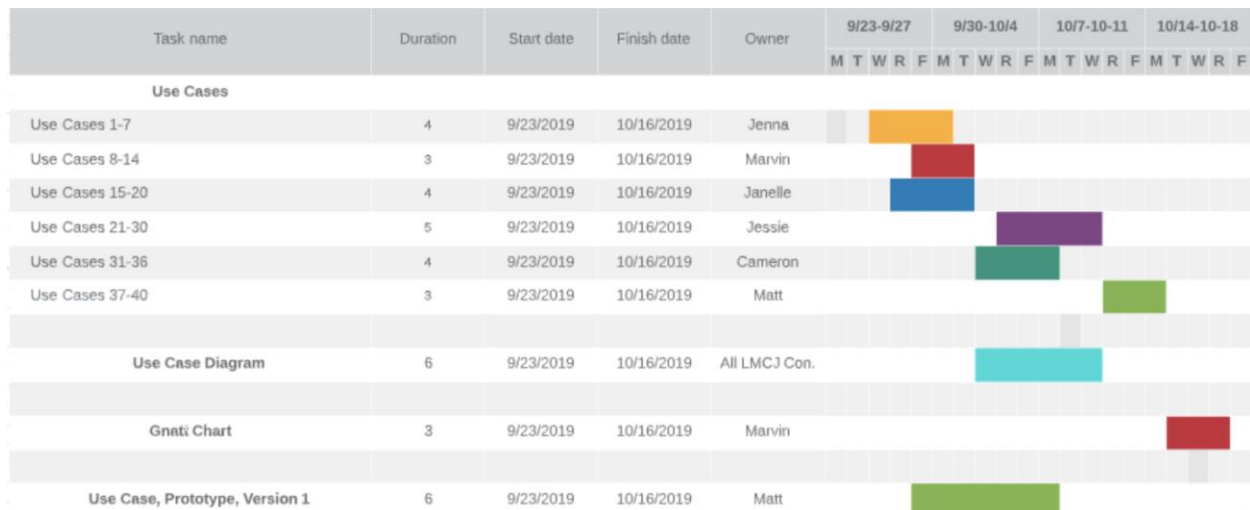 Task name Duration Start date Finish date Owner 9/23-9/27 9/30-10/4 10/7-10-11 10/14-10-18
M T W R F M T W R F M T W R F M T W R F
Use Cases
Use Cases 1-7 4 9/23/2019 10/16/2019 Jenna
Use Cases 8-14 3 9/23/2019 10/16/2019 Marvin
Use Cases 15-20 4 9/23/2019 10/16/2019 Janelle
Use Cases 21-30 5 9/23/2019 10/16/2019 Jessie
Use Cases 31-36 4 9/23/2019 10/16/2019 Cameron
Use Cases 37-40 3 9/23/2019 10/16/2019 Matt
Use Case Diagram 6 9/23/2019 10/16/2019 All LMCJ Con.
Gnatt Chart 3 9/23/2019 10/16/2019 Marvin
Use Case, Prototype, Version 1 6 9/23/2019 10/16/2019 Matt